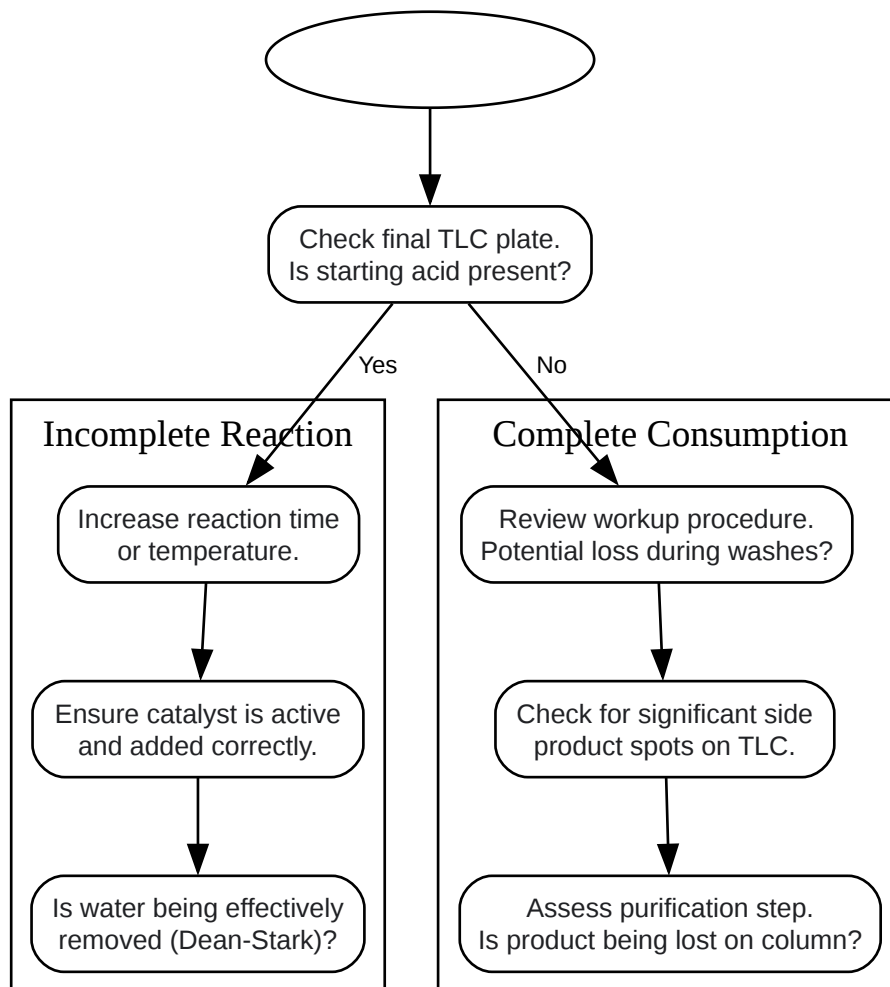 Check final TLC plate.
Is starting acid present?
Yes
No
Incomplete Reaction
Increase reaction time
or temperature.
Ensure catalyst is active
and added correctly.
Is water being effectively
removed (Dean-Stark)?
Complete Consumption
Review workup procedure.
Potential loss during washes?
Check for significant side
product spots on TLC.
Assess purification step.
Is product being lost on column?